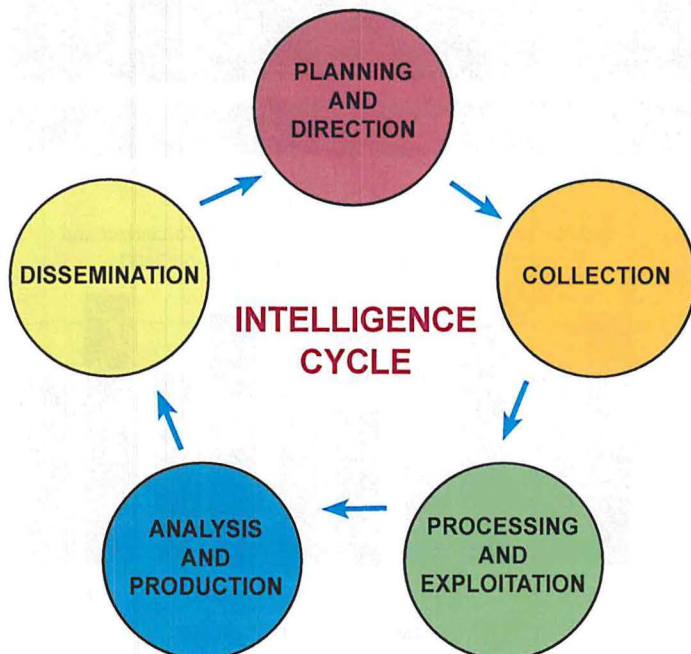 PLANNING
AND
DIRECTION
COLLECTION
PROCESSING
AND
EXPLOITATION
ANALYSIS
AND
PRODUCTION
DISSEMINATION
INTELLIGENCE
CYCLE